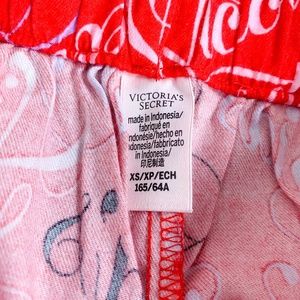 VICTORIA'S
SECRET
made in Indonesia/
fabriqué en
Indonésie/hecho en
Indonesia/fabbricato
in Indonesia/
印尼制造
XS/XP/ECH
165/64A